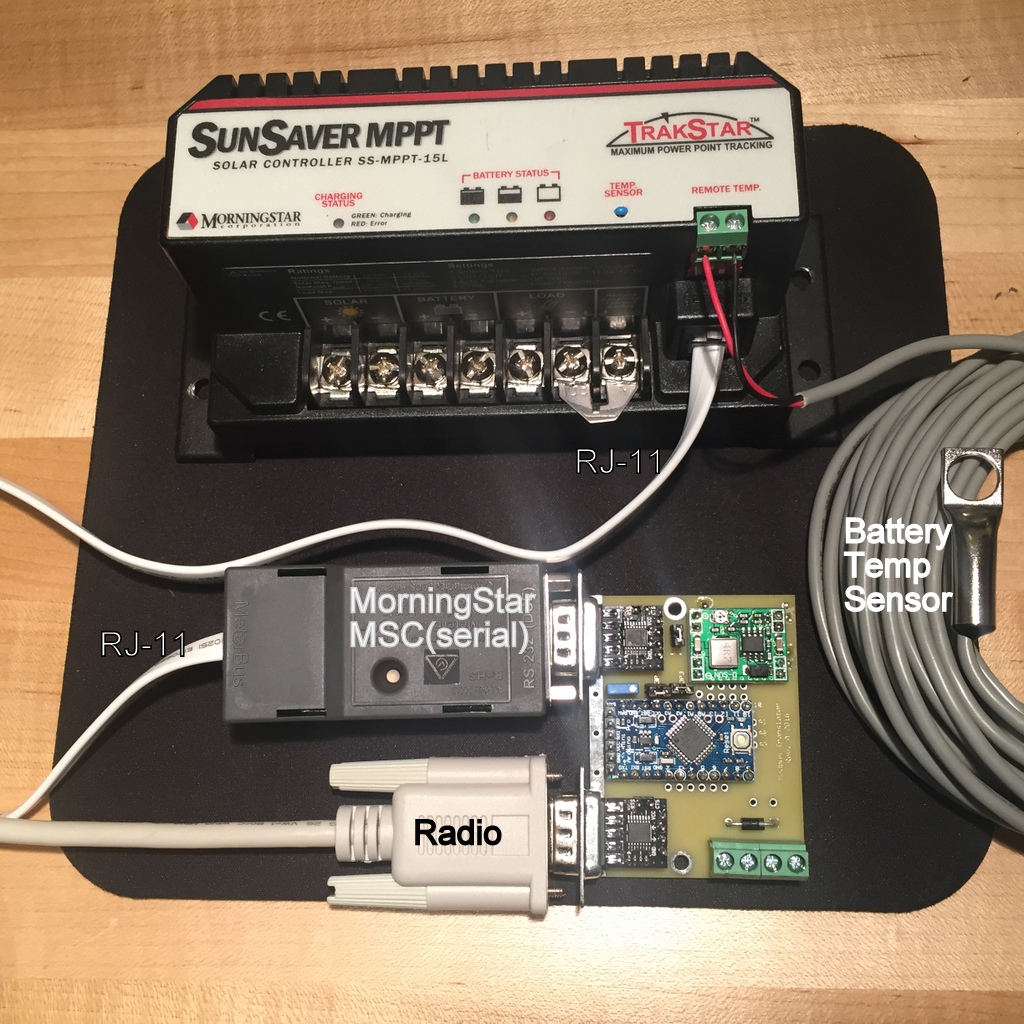 SUNSAVER MPPT
SOLAR CONTROLLER SS-MPPT-15L
TRAKSTAR™
MAXIMUM POWER POINT TRACKING
BATTERY STATUS
CHARGING
STATUS
GREEN: Charging
RED: Error
TEMP.
SENSOR
REMOTE TEMP.
MORNINGSTAR
corporation
Ratings
Settings
CE
SOLAR
BATTERY
LOAD
RJ-11
Battery
Temp
Sensor
MorningStar
MSC(serial)
RS 232
RJ-11
MeterBus
Reset
Radio